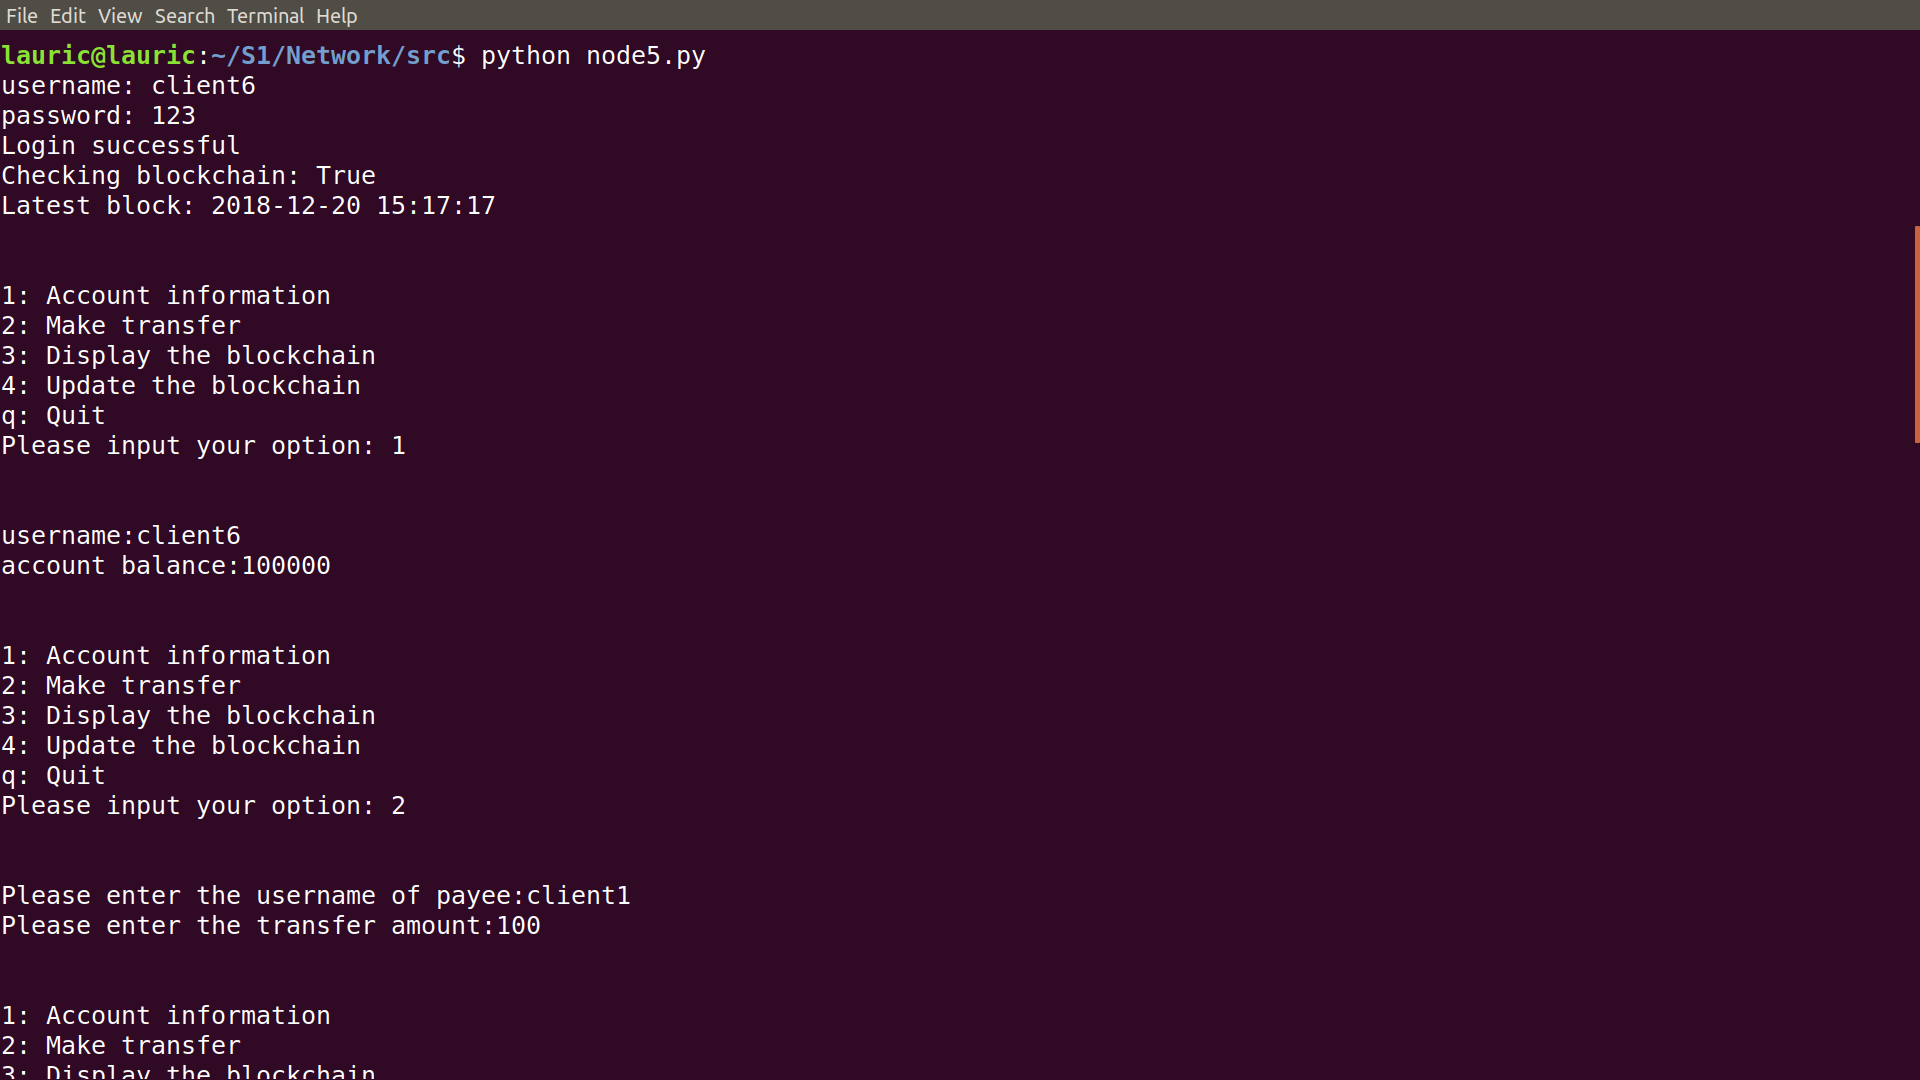 File Edit View Search Terminal Help
lauric@lauric:~/S1/Network/src$ python node5.py
username: client6
password: 123
Login successful
Checking blockchain: True
Latest block: 2018-12-20 15:17:17
1: Account information
2: Make transfer
3: Display the blockchain
4: Update the blockchain
q: Quit
Please input your option: 1
username:client6
account balance:100000
1: Account information
2: Make transfer
3: Display the blockchain
4: Update the blockchain
q: Quit
Please input your option: 2
Please enter the username of payee:client1
Please enter the transfer amount:100
1: Account information
2: Make transfer
3: Display the blockchain